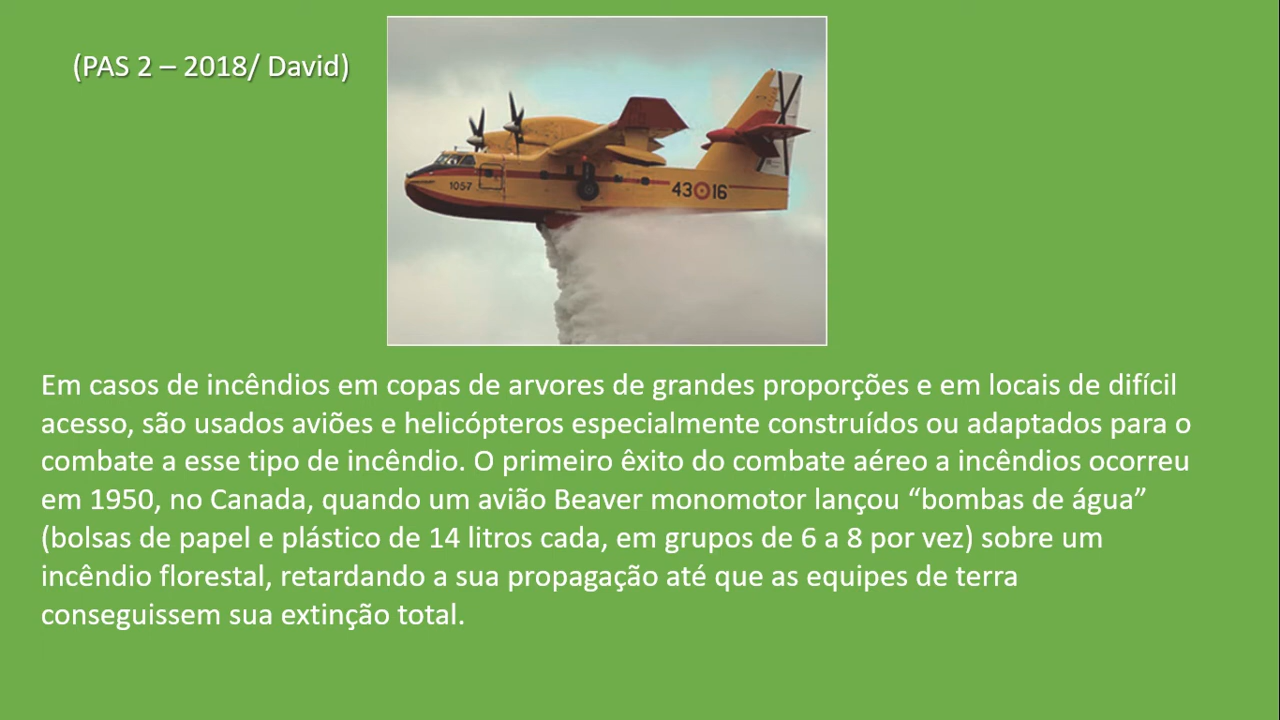 (PAS 2 – 2018/ David)
1057
43 16
Em casos de incêndios em copas de arvores de grandes proporções e em locais de difícil
acesso, são usados aviões e helicópteros especialmente construídos ou adaptados para o
combate a esse tipo de incêndio. O primeiro êxito do combate aéreo a incêndios ocorreu
em 1950, no Canada, quando um avião Beaver monomotor lançou “bombas de água”
(bolsas de papel e plástico de 14 litros cada, em grupos de 6 a 8 por vez) sobre um
incêndio florestal, retardando a sua propagação até que as equipes de terra
conseguissem sua extinção total.